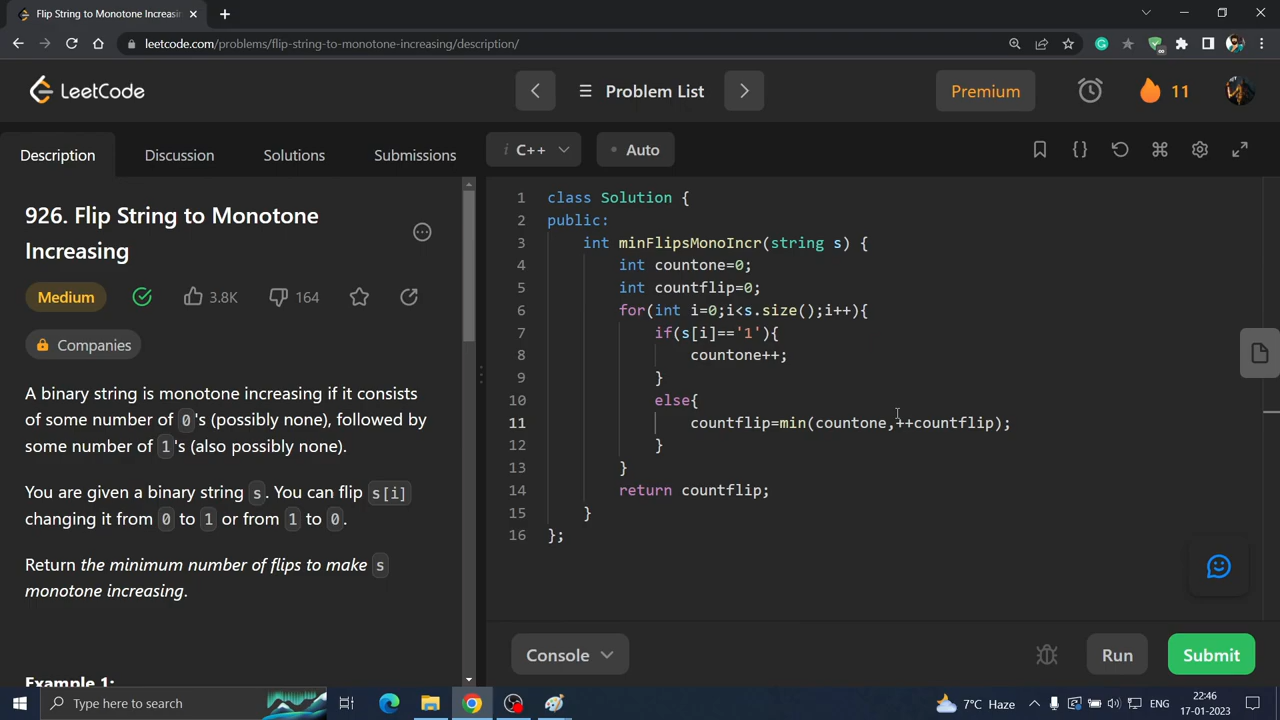 Flip String to Monotone Increasin
leetcode.com/problems/flip-string-to-monotone-increasing/description/
LeetCode
Problem List
Premium
11
Description
Discussion
Solutions
Submissions
i C++
Auto
926. Flip String to Monotone
Increasing
Medium
3.8K
164
Companies
A binary string is monotone increasing if it consists
of some number of 0's (possibly none), followed by
some number of 1's (also possibly none).
You are given a binary string s. You can flip s[i]
changing it from 0 to 1 or from 1 to 0.
Return the minimum number of flips to make s
monotone increasing.
Example 1:
1 class Solution {
2 public:
3 int minFlipsMonoIncr(string s) {
4 int countone=0;
5 int countflip=0;
6 for(int i=0;i<s.size();i++){
7 if(s[i]=='1'){
8 countone++;
9 }
10 else{
11 countflip=min(countone,++countflip);
12 }
13 }
14 return countflip;
15 }
16 };
Console
Run
Submit
Type here to search
7°C Haze
ENG
22:46
17-01-2023